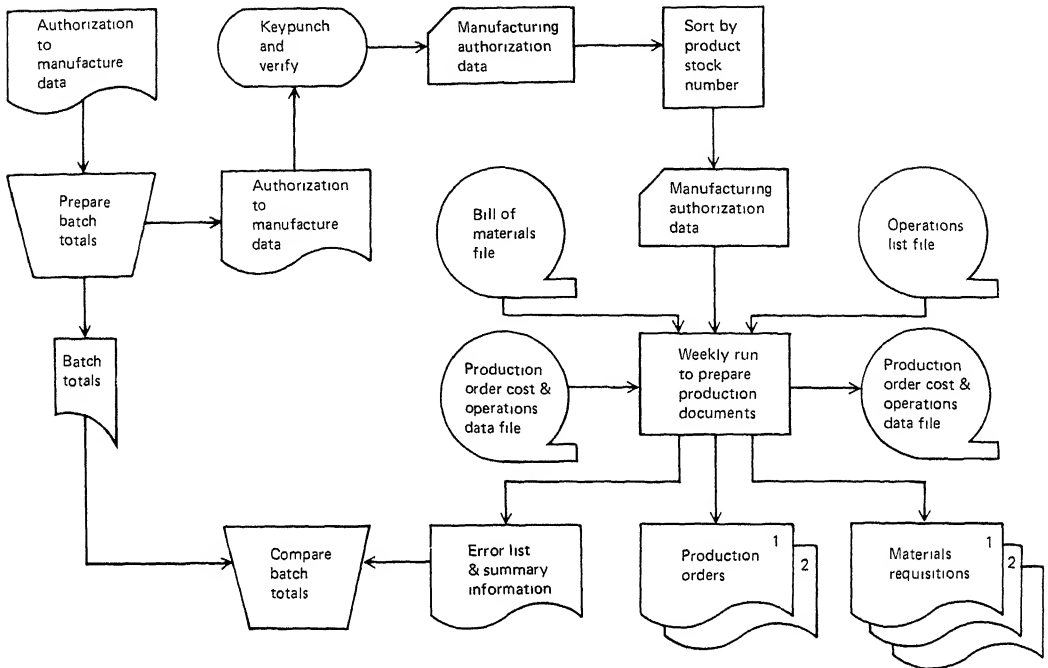 Authorization
to
manufacture
data
Keypunch
and
verify
Manufacturing
authorization
data
Sort by
product
stock
number
Prepare
batch
totals
Authorization
to
manufacture
data
Bill of
materials
file
Manufacturing
authorization
data
Operations
list file
Batch
totals
Production
order cost &
operations
data file
Weekly run
to prepare
production
documents
Production
order cost &
operations
data file
Compare
batch
totals
Error list
& summary
information
Production
orders
1
2
Materials
requisitions
1
2